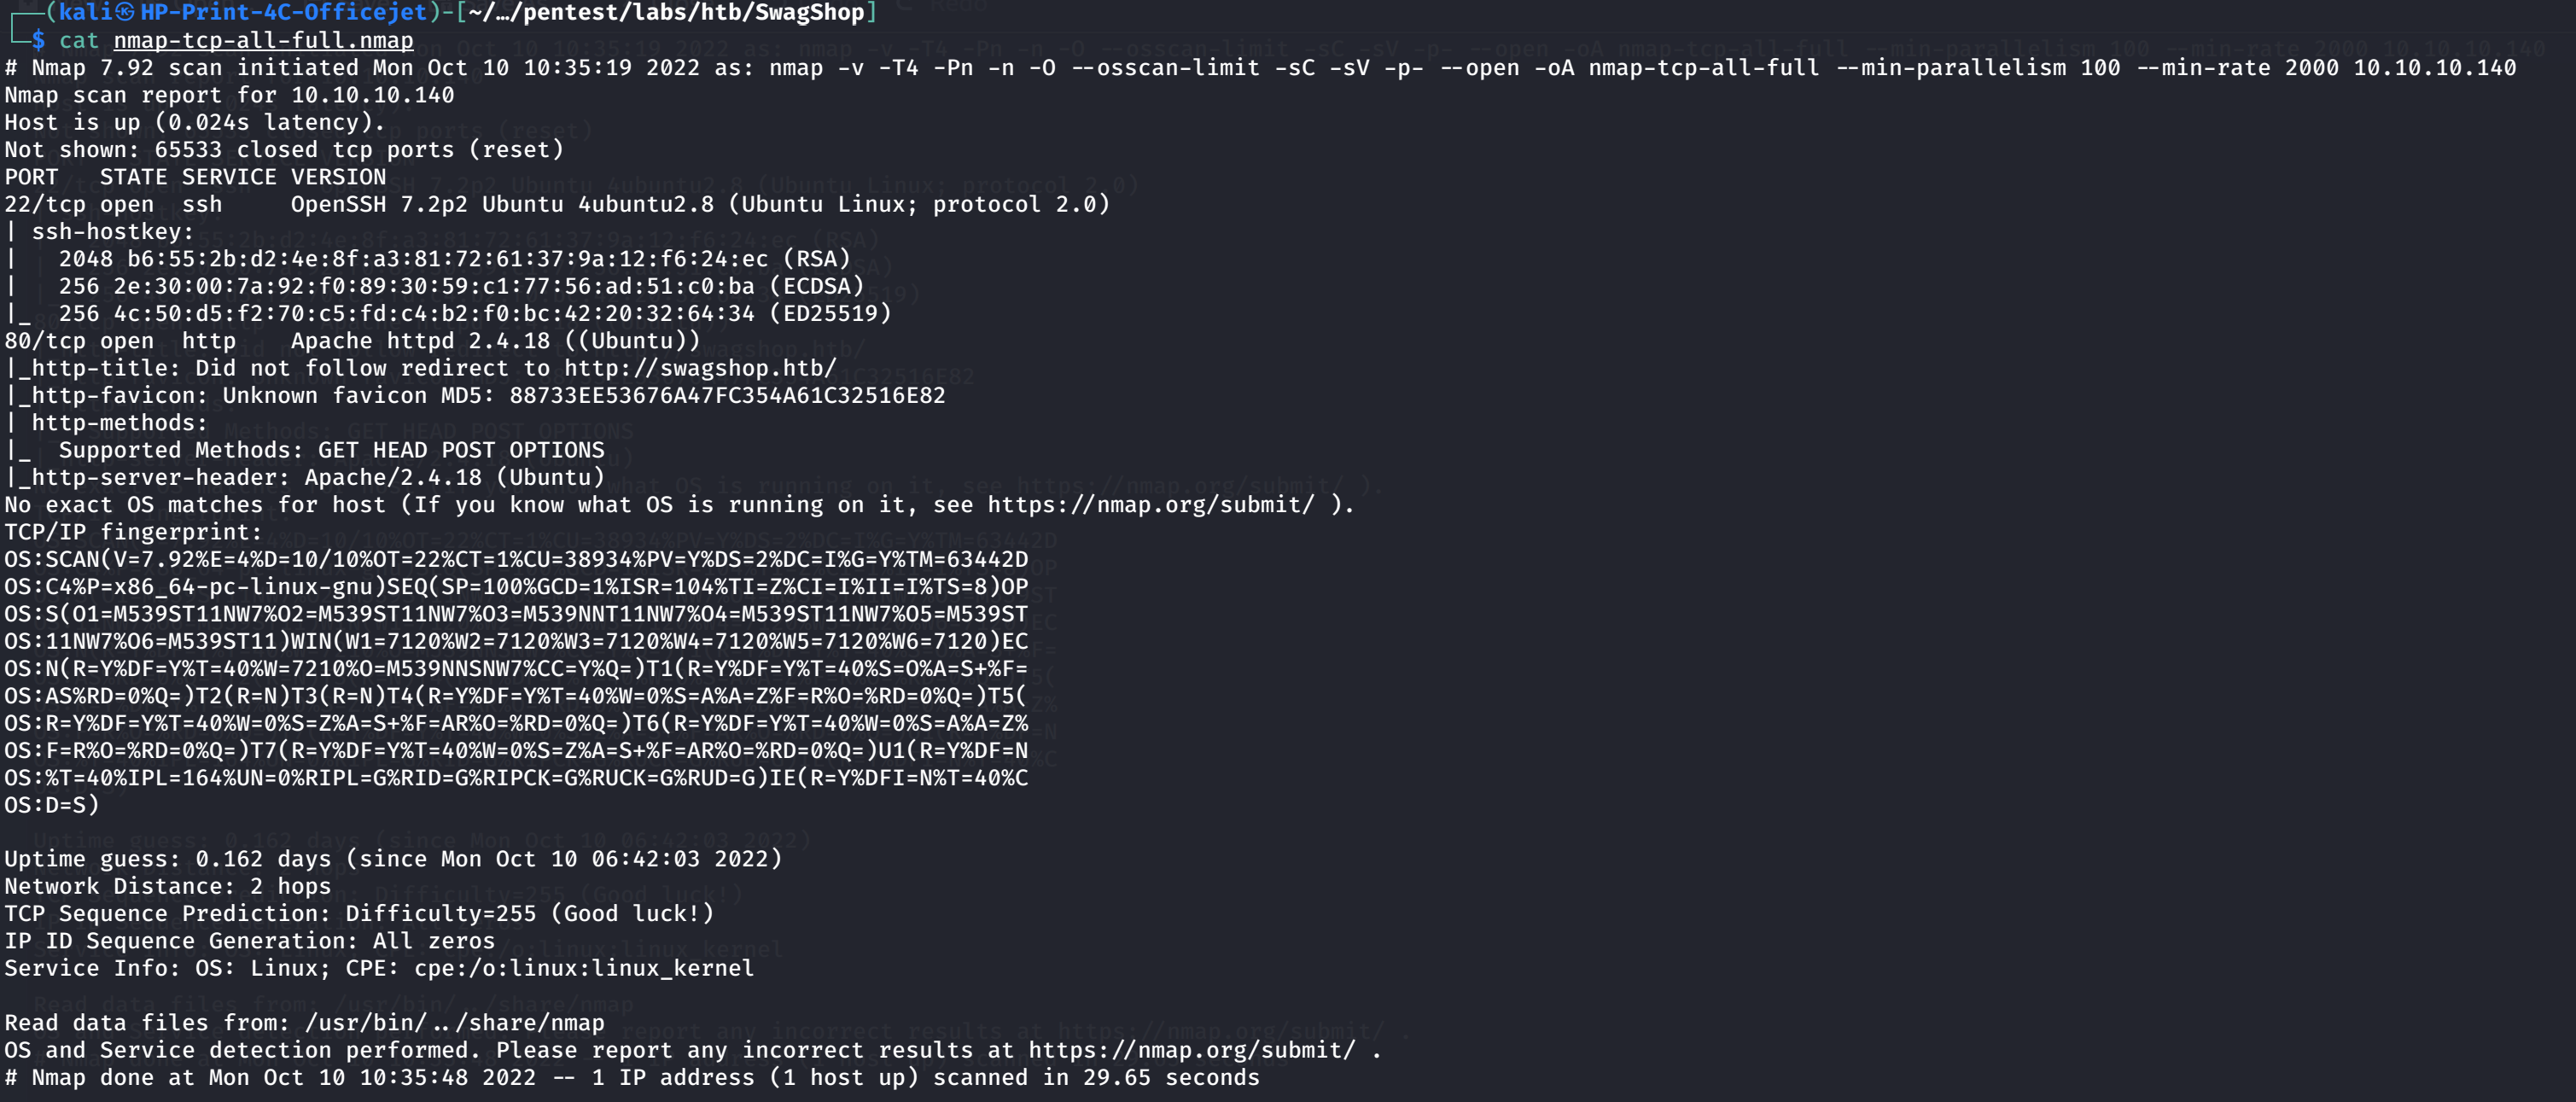 ┌──(kali㉿HP-Print-4C-Officejet)-[~/…/pentest/labs/htb/SwagShop]
└─$ cat nmap-tcp-all-full.nmap
# Nmap 7.92 scan initiated Mon Oct 10 10:35:19 2022 as: nmap -v -T4 -Pn -n -O --osscan-limit -sC -sV -p- --open -oA nmap-tcp-all-full --min-parallelism 100 --min-rate 2000 10.10.10.140
Nmap scan report for 10.10.10.140
Host is up (0.024s latency).
Not shown: 65533 closed tcp ports (reset)
PORT   STATE SERVICE VERSION
22/tcp open  ssh     OpenSSH 7.2p2 Ubuntu 4ubuntu2.8 (Ubuntu Linux; protocol 2.0)
| ssh-hostkey:
|   2048 b6:55:2b:d2:4e:8f:a3:81:72:61:37:9a:12:f6:24:ec (RSA)
|   256 2e:30:00:7a:92:f0:89:30:59:c1:77:56:ad:51:c0:ba (ECDSA)
|_  256 4c:50:d5:f2:70:c5:fd:c4:b2:f0:bc:42:20:32:64:34 (ED25519)
80/tcp open  http    Apache httpd 2.4.18 ((Ubuntu))
|_http-title: Did not follow redirect to http://swagshop.htb/
|_http-favicon: Unknown favicon MD5: 88733EE53676A47FC354A61C32516E82
| http-methods:
|_  Supported Methods: GET HEAD POST OPTIONS
|_http-server-header: Apache/2.4.18 (Ubuntu)
No exact OS matches for host (If you know what OS is running on it, see https://nmap.org/submit/ ).
TCP/IP fingerprint:
OS:SCAN(V=7.92%E=4%D=10/10%OT=22%CT=1%CU=38934%PV=Y%DS=2%DC=I%G=Y%TM=63442D
OS:C4%P=x86_64-pc-linux-gnu)SEQ(SP=100%GCD=1%ISR=104%TI=Z%CI=I%II=I%TS=8)OP
OS:S(O1=M539ST11NW7%O2=M539ST11NW7%O3=M539NNT11NW7%O4=M539ST11NW7%O5=M539ST
OS:11NW7%O6=M539ST11)WIN(W1=7120%W2=7120%W3=7120%W4=7120%W5=7120%W6=7120)EC
OS:N(R=Y%DF=Y%T=40%W=7210%O=M539NNSNW7%CC=Y%Q=)T1(R=Y%DF=Y%T=40%S=O%A=S+%F=
OS:AS%RD=0%Q=)T2(R=N)T3(R=N)T4(R=Y%DF=Y%T=40%W=0%S=A%A=Z%F=R%O=%RD=0%Q=)T5(
OS:R=Y%DF=Y%T=40%W=0%S=Z%A=S+%F=AR%O=%RD=0%Q=)T6(R=Y%DF=Y%T=40%W=0%S=A%A=Z%
OS:F=R%O=%RD=0%Q=)T7(R=Y%DF=Y%T=40%W=0%S=Z%A=S+%F=AR%O=%RD=0%Q=)U1(R=Y%DF=N
OS:%T=40%IPL=164%UN=0%RIPL=G%RID=G%RIPCK=G%RUCK=G%RUD=G)IE(R=Y%DFI=N%T=40%C
OS:D=S)
Uptime guess: 0.162 days (since Mon Oct 10 06:42:03 2022)
Network Distance: 2 hops
TCP Sequence Prediction: Difficulty=255 (Good luck!)
IP ID Sequence Generation: All zeros
Service Info: OS: Linux; CPE: cpe:/o:linux:linux_kernel
Read data files from: /usr/bin/../share/nmap
OS and Service detection performed. Please report any incorrect results at https://nmap.org/submit/ .
# Nmap done at Mon Oct 10 10:35:48 2022 -- 1 IP address (1 host up) scanned in 29.65 seconds